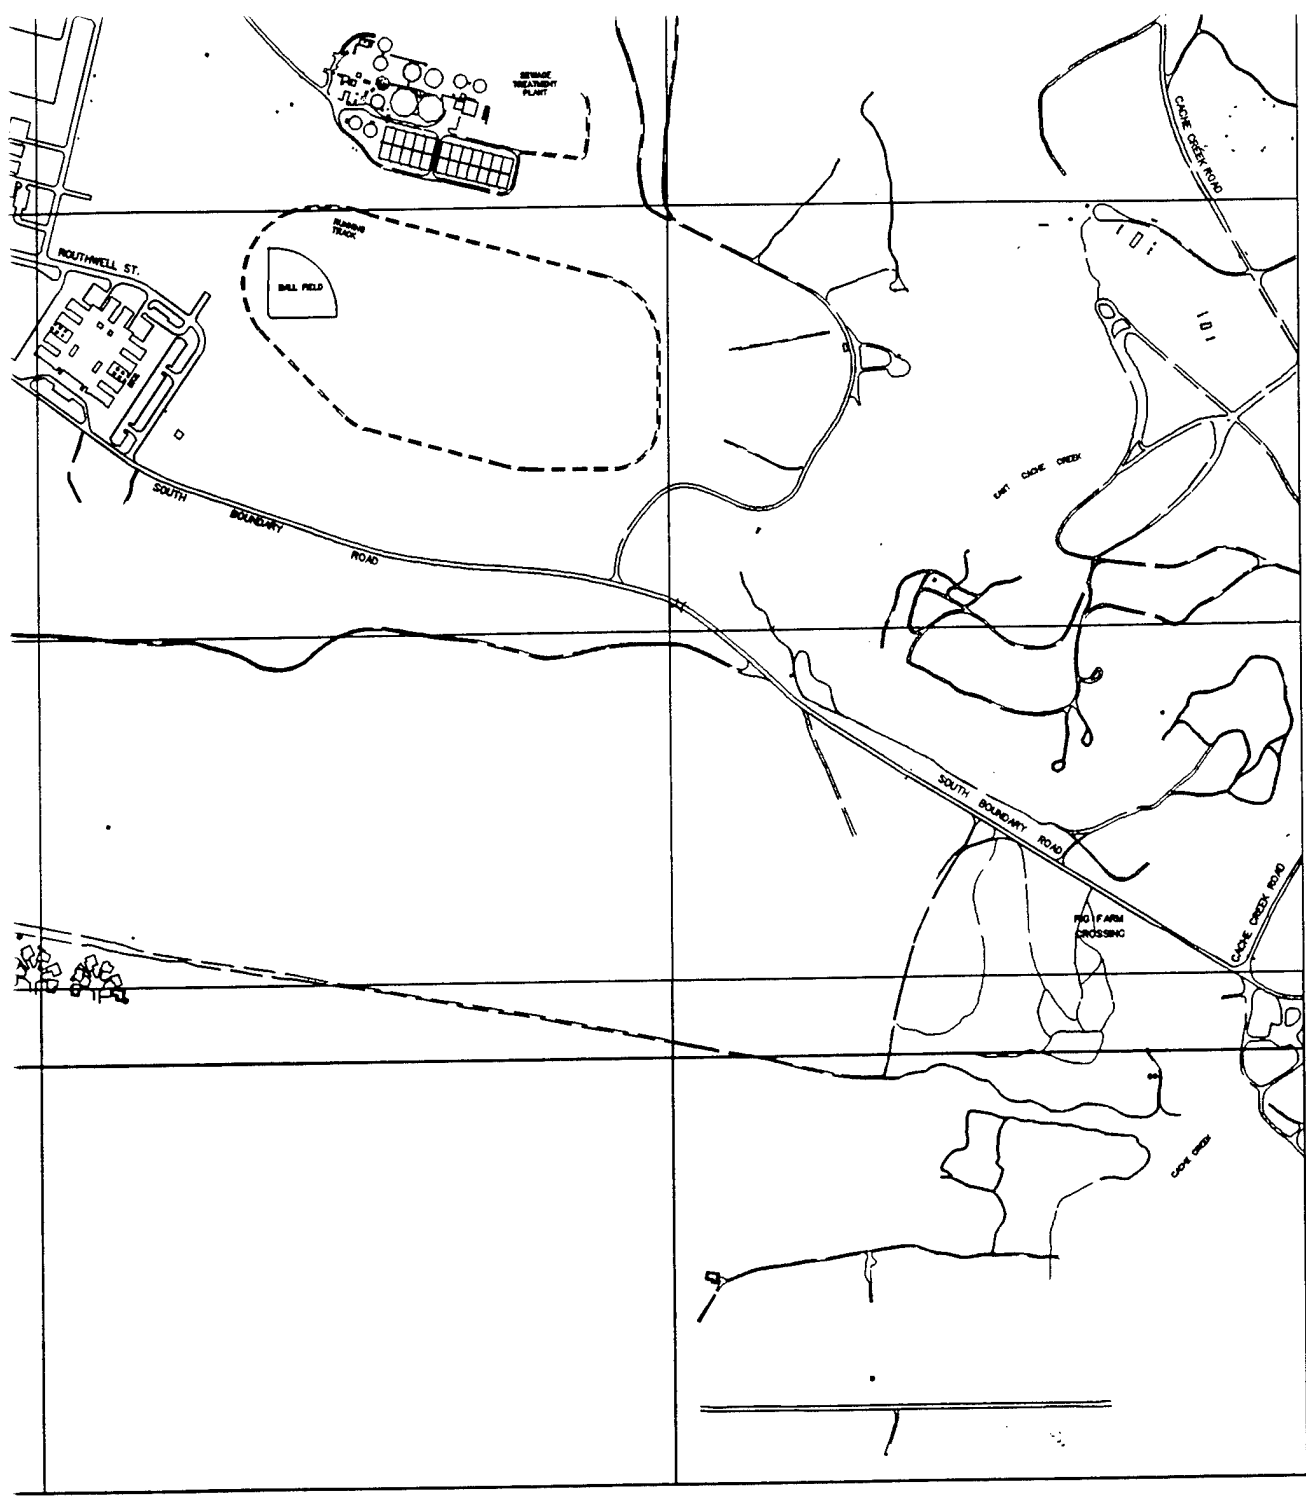 SEWAGE
TREATMENT
PLANT
CACHE CREEK ROAD
RUNNING
TRACK
ROUTHWELL ST.
BALL FIELD
EAST CACHE CREEK
SOUTH BOUNDARY ROAD
SOUTH BOUNDARY ROAD
CACHE CREEK ROAD
PIG FARM
CROSSING
CACHE CREEK